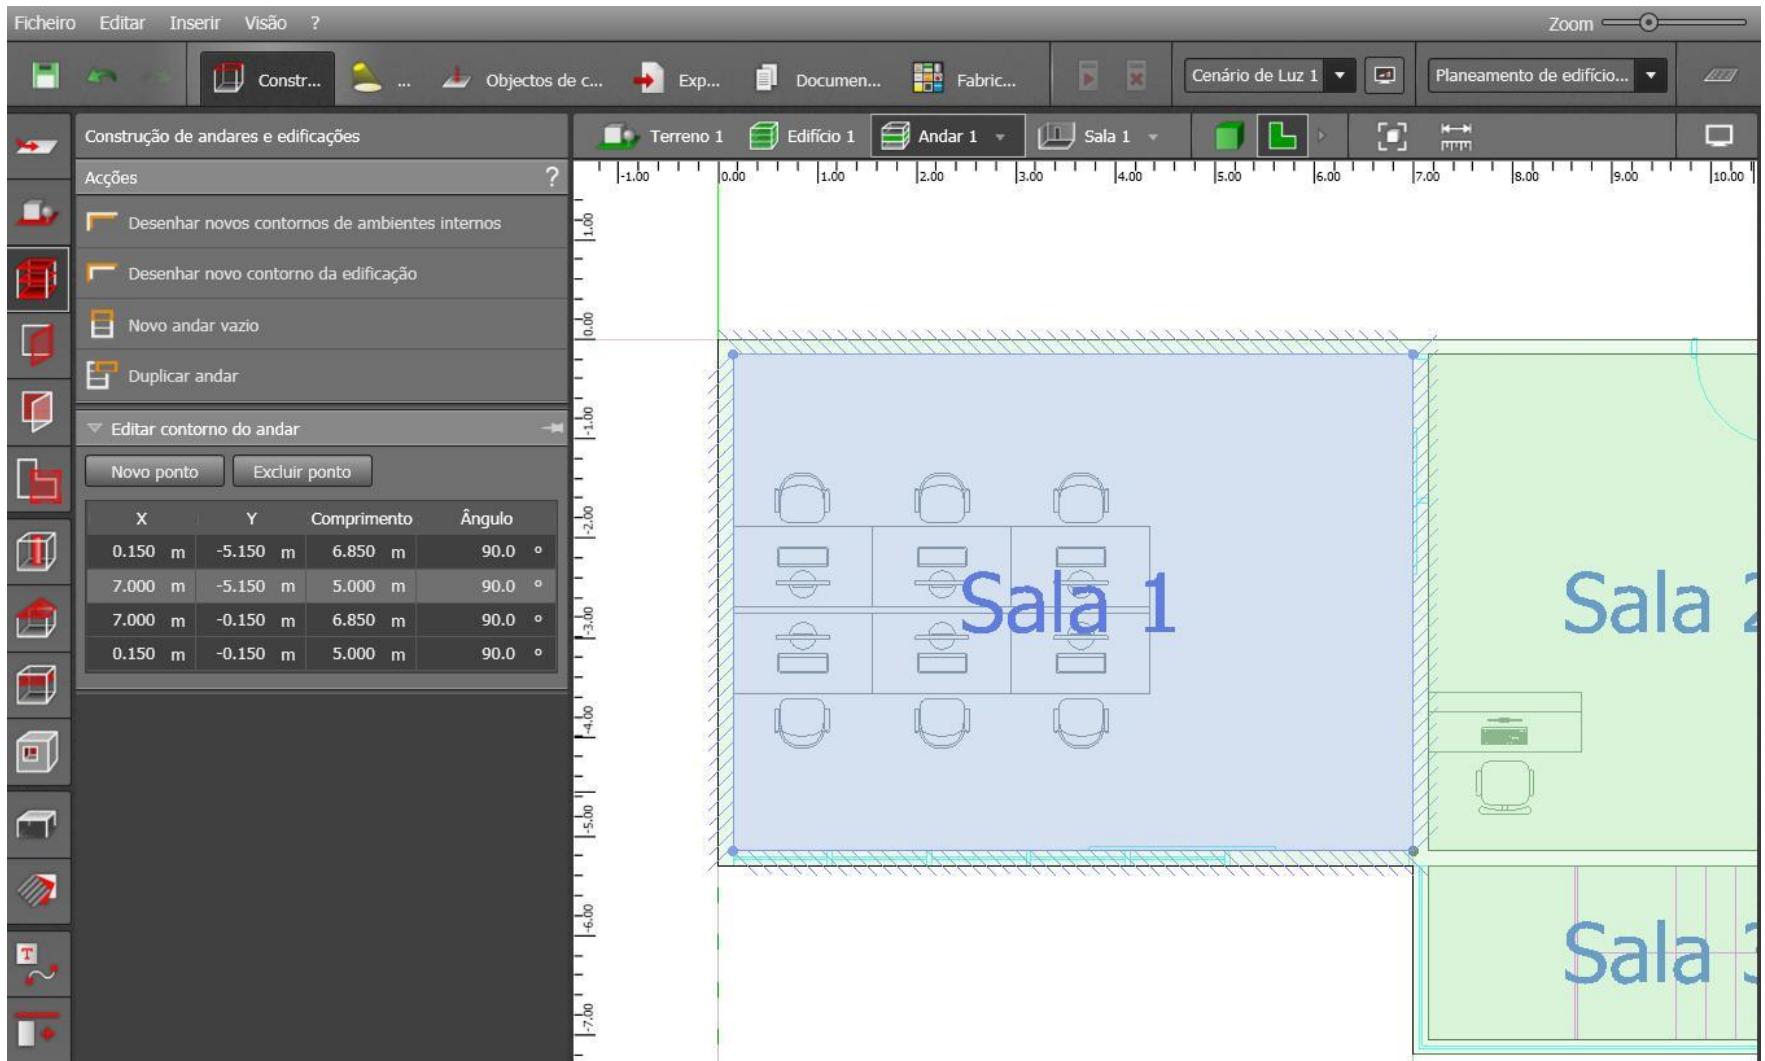 Ficheiro Editar Inserir Visão ? Zoom
Constr... ... Objectos de c... Exp... Documen... Fabric... Cenário de Luz 1 Planeamento de edifício...
Construção de andares e edificações Terreno 1 Edifício 1 Andar 1 Sala 1
Acções ?
-1.00 0.00 1.00 2.00 3.00 4.00 5.00 6.00 7.00 8.00 9.00 10.00
Desenhar novos contornos de ambientes internos
Desenhar novo contorno da edificação
Novo andar vazio
Duplicar andar
Editar contorno do andar
Novo ponto Excluir ponto
X Y Comprimento Ângulo
0.150 m -5.150 m 6.850 m 90.0 °
7.000 m -5.150 m 5.000 m 90.0 °
7.000 m -0.150 m 6.850 m 90.0 °
0.150 m -0.150 m 5.000 m 90.0 °
1.00
0.00
-1.00
-2.00
-3.00
-4.00
-5.00
-6.00
-7.00
Sala 1
Sala 2
Sala 3
T